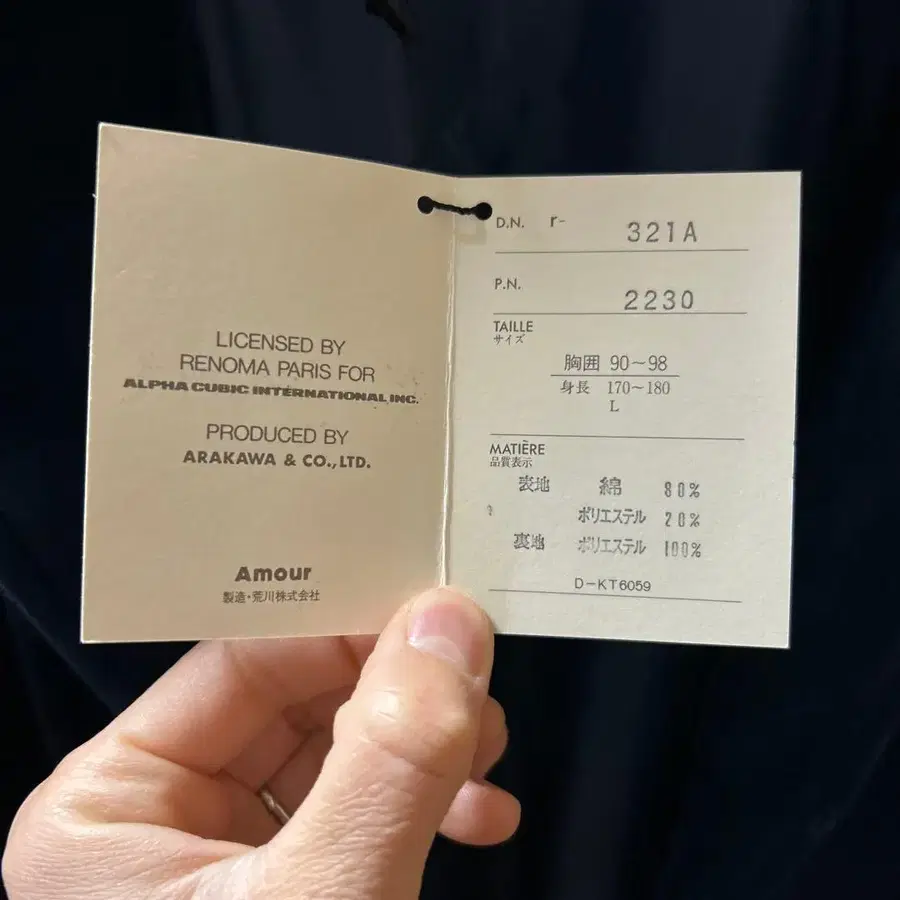 LICENSED BY
RENOMA PARIS FOR
ALPHA CUBIC INTERNATIONAL INC.
PRODUCED BY
ARAKAWA & CO., LTD.
Amour
製造・荒川株式会社
D.N. r- 321A
P.N. 2230
TAILLE
サイズ
胸囲 90～98
身長 170～180
L
MATIÈRE
品質表示
表地 綿 80%
ポリエステル 20%
裏地 ポリエステル 100%
D-KT6059